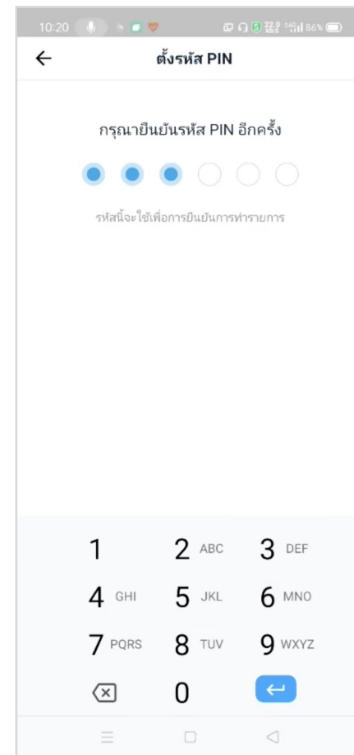 10:20 86%
ตั้งรหัส PIN
กรุณายืนยันรหัส PIN อีกครั้ง
รหัสนี้จะใช้เพื่อการยืนยันการทำรายการ
1 2 ABC 3 DEF
4 GHI 5 JKL 6 MNO
7 PQRS 8 TUV 9 WXYZ
0